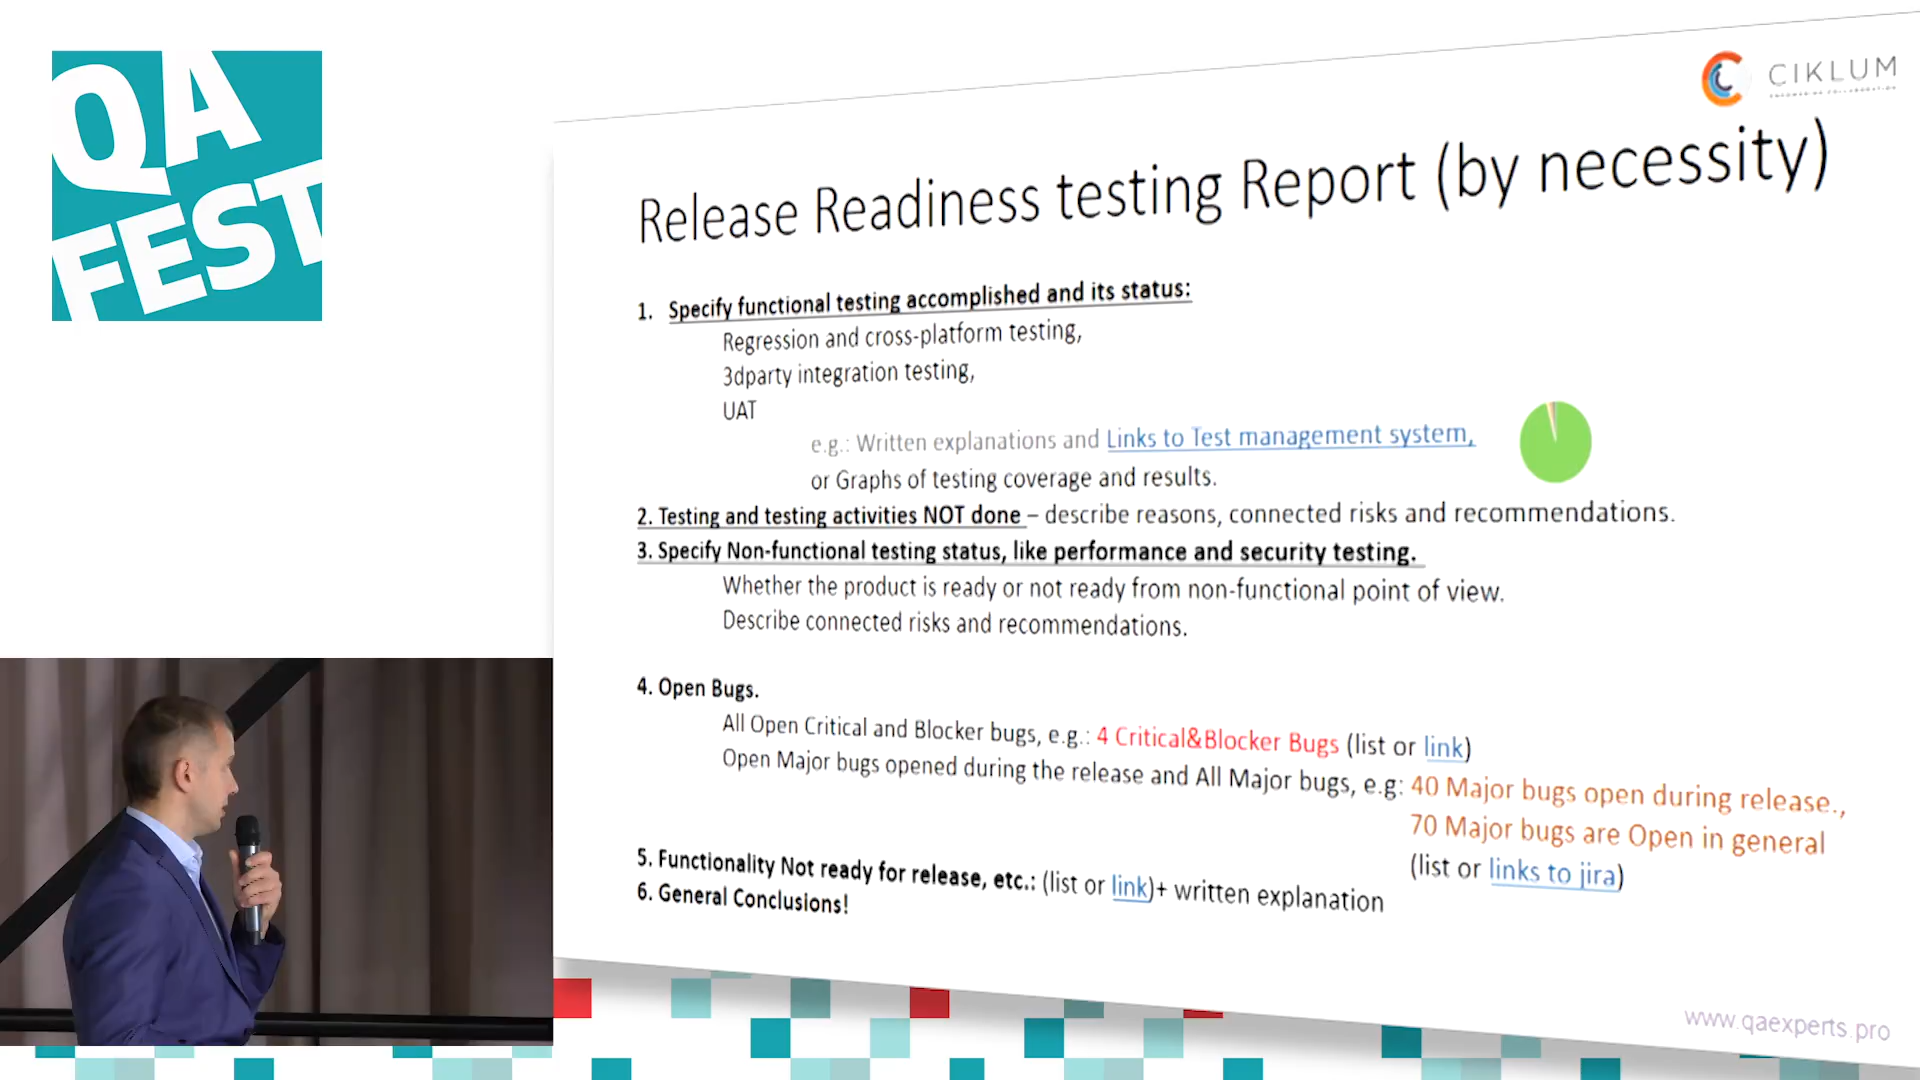 QA
FEST
CIKLUM
Release Readiness testing Report (by necessity)
1. Specify functional testing accomplished and its status:
Regression and cross-platform testing,
3dparty integration testing,
UAT
e.g.: Written explanations and Links to Test management system,
or Graphs of testing coverage and results.
2. Testing and testing activities NOT done – describe reasons, connected risks and recommendations.
3. Specify Non-functional testing status, like performance and security testing.
Whether the product is ready or not ready from non-functional point of view.
Describe connected risks and recommendations.
4. Open Bugs.
All Open Critical and Blocker bugs, e.g.: 4 Critical&Blocker Bugs (list or link)
Open Major bugs opened during the release and All Major bugs, e.g: 40 Major bugs open during release.,
70 Major bugs are Open in general
(list or links to jira)
5. Functionality Not ready for release, etc.: (list or link)+ written explanation
6. General Conclusions!
www.qaexperts.pro